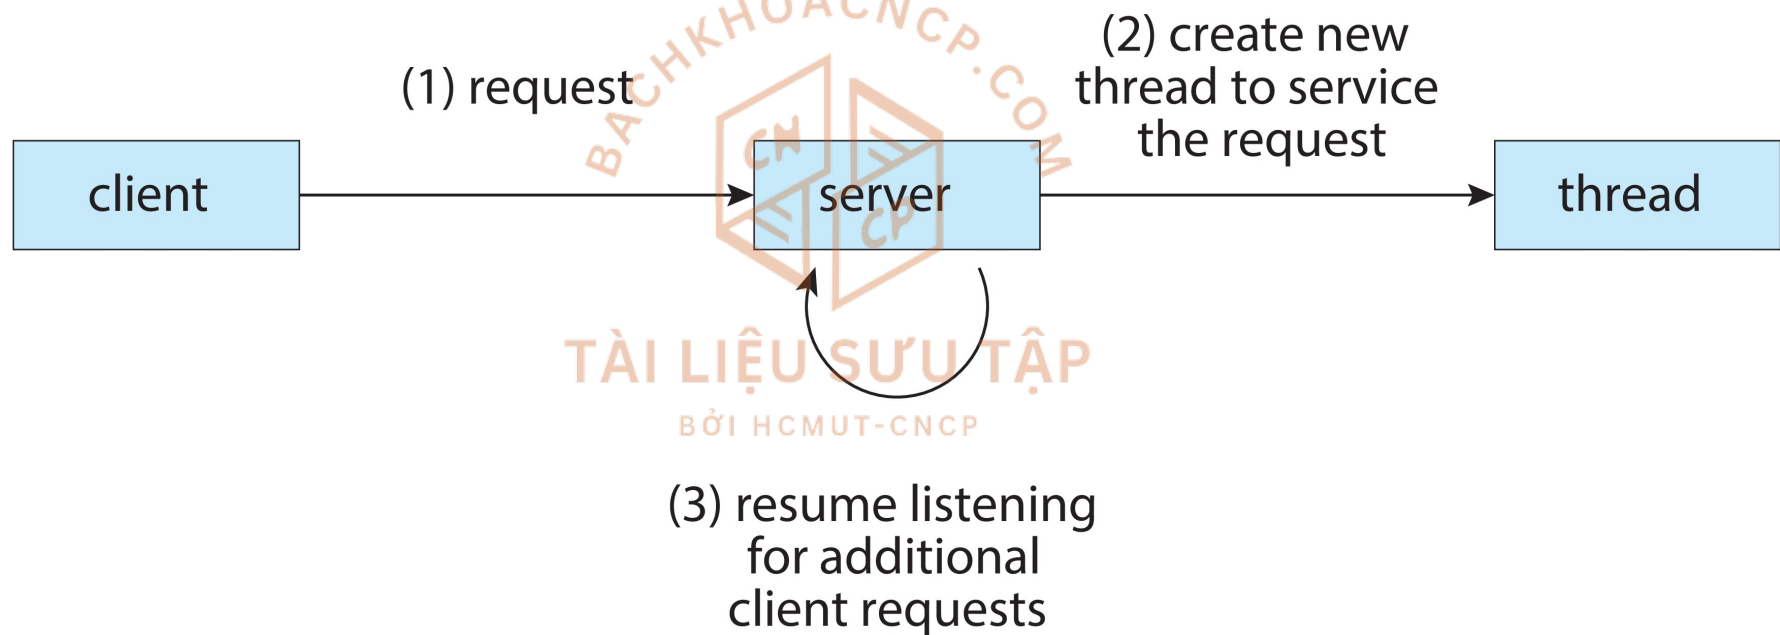 (1) request
(2) create new
thread to service
the request
client
server
thread
(3) resume listening
for additional
client requests
BACHKHOACNCP.COM
CN
CP
TÀI LIỆU SƯU TẬP
BỞI HCMUT-CNCP